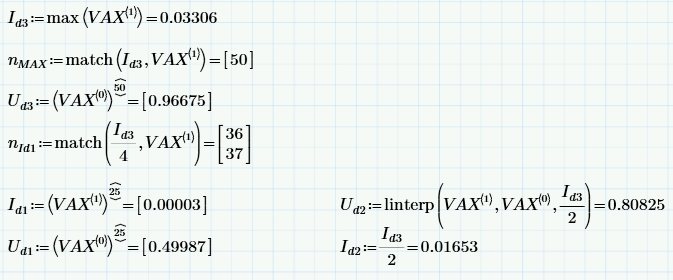 I_d3 := max (VAX^⟨1⟩) = 0.03306
n_MAX := match (I_d3, VAX^⟨1⟩) = [50]
U_d3 := (VAX^⟨0⟩)^50 = [0.96675]
n_Id1 := match (I_d3/4, VAX^⟨1⟩) = [36 37]
I_d1 := (VAX^⟨1⟩)^25 = [0.00003]
U_d2 := linterp (VAX^⟨1⟩, VAX^⟨0⟩, I_d3/2) = 0.80825
U_d1 := (VAX^⟨0⟩)^25 = [0.49987]
I_d2 := I_d3/2 = 0.01653